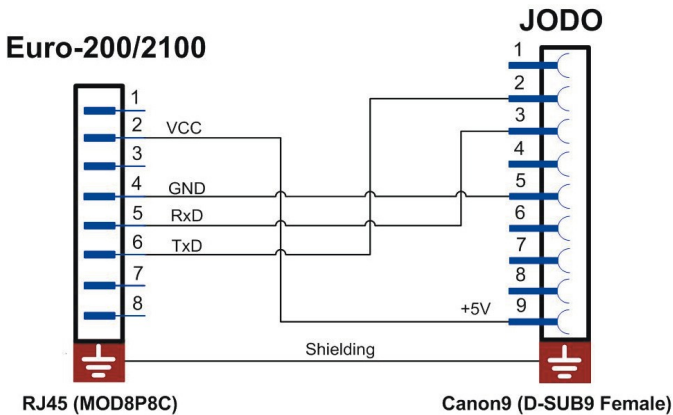 JODO
Euro-200/2100
1
2
3
4
5
6
7
8
9
1
2
3
4
5
6
7
8
VCC
GND
RxD
TxD
+5V
Shielding
RJ45 (MOD8P8C)
Canon9 (D-SUB9 Female)